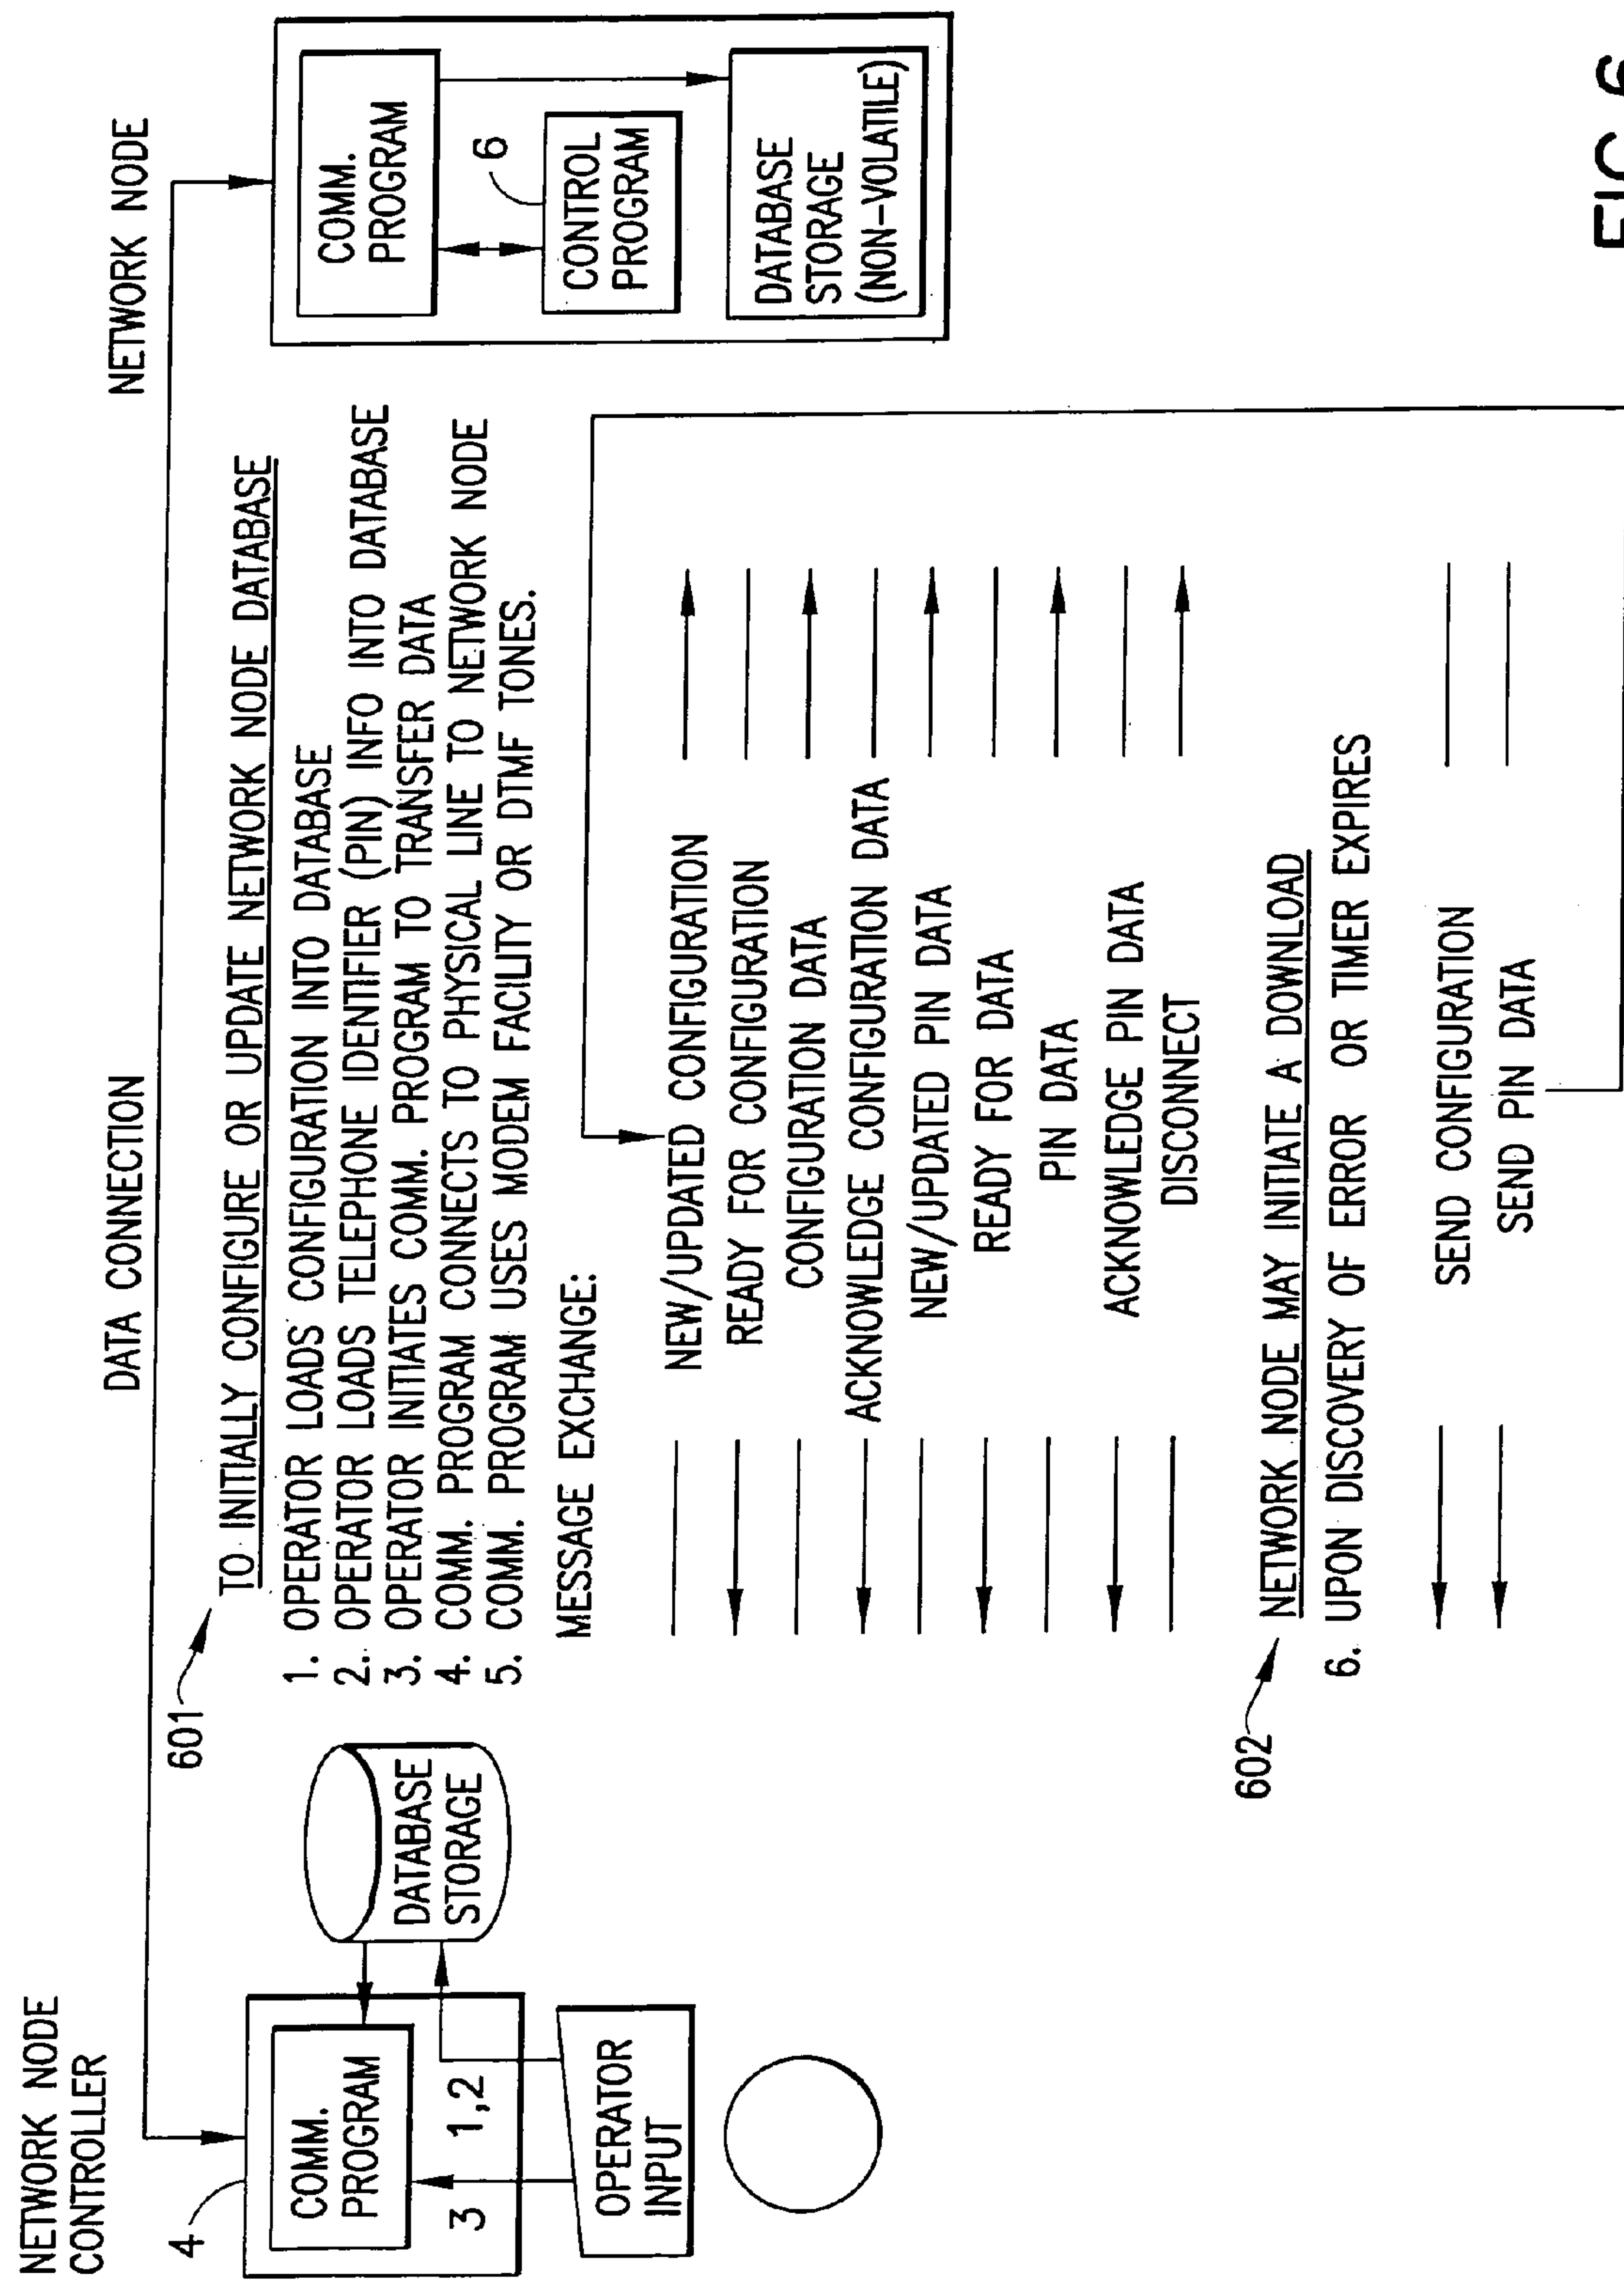 NETWORK NODE
CONTROLLER
DATA CONNECTION
NETWORK NODE
4
COMM.
PROGRAM
3
1,2
OPERATOR
INPUT
DATABASE
STORAGE
601
TO INITIALLY CONFIGURE OR UPDATE NETWORK NODE DATABASE
1. OPERATOR LOADS CONFIGURATION INTO DATABASE
2. OPERATOR LOADS TELEPHONE IDENTIFIER (PIN) INFO INTO DATABASE
3. OPERATOR INITIATES COMM. PROGRAM TO TRANSFER DATA
4. COMM. PROGRAM CONNECTS TO PHYSICAL LINE TO NETWORK NODE
5. COMM. PROGRAM USES MODEM FACILITY OR DTMF TONES.
MESSAGE EXCHANGE:
NEW/UPDATED CONFIGURATION
READY FOR CONFIGURATION
CONFIGURATION DATA
ACKNOWLEDGE CONFIGURATION DATA
NEW/UPDATED PIN DATA
READY FOR DATA
PIN DATA
ACKNOWLEDGE PIN DATA
DISCONNECT
602
NETWORK NODE MAY INITIATE A DOWNLOAD
6. UPON DISCOVERY OF ERROR OR TIMER EXPIRES
SEND CONFIGURATION
SEND PIN DATA
COMM.
PROGRAM
6
CONTROL
PROGRAM
DATABASE
STORAGE
(NON-VOLATILE)